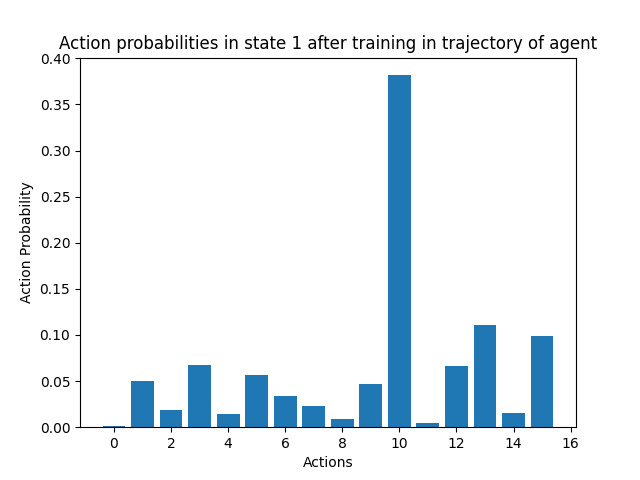 Action probabilities in state 1 after training in trajectory of agent
0.40
0.35
0.30
0.25
0.20
0.15
0.10
0.05
0.00
Action Probability
0 2 4 6 8 10 12 14 16
Actions